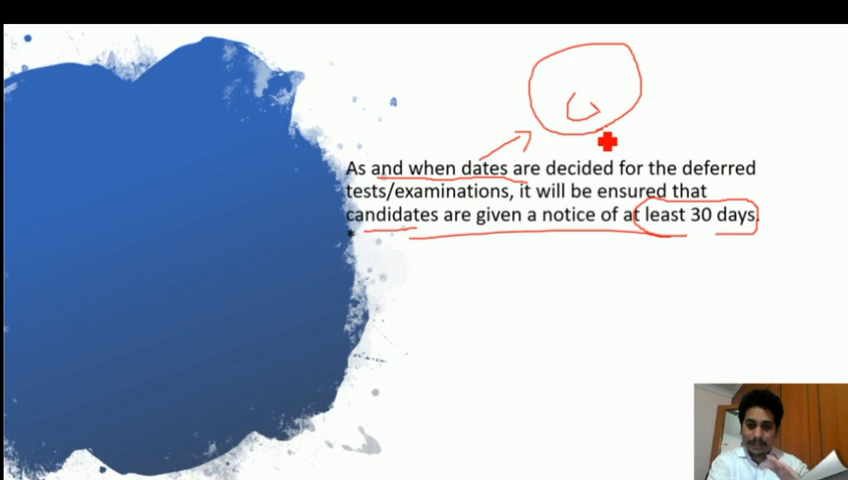 As and when dates are decided for the deferred
tests/examinations, it will be ensured that
candidates are given a notice of at least 30 days.
*